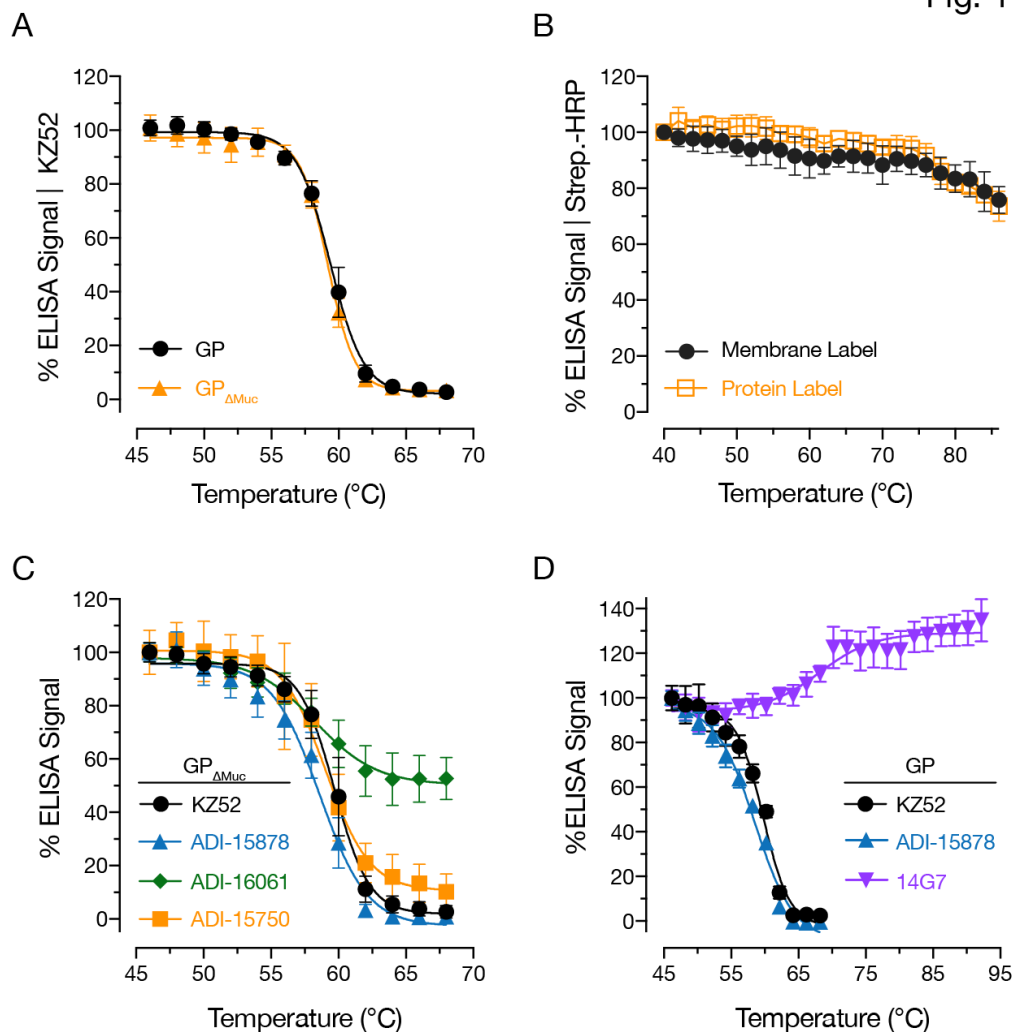 Fig. 1
A
120
100
80
60
40
20
0
% ELISA Signal | KZ52
GP
GPΔMuc
45 50 55 60 65 70
Temperature (°C)
B
120
100
80
60
40
20
0
% ELISA Signal | Strep.-HRP
Membrane Label
Protein Label
40 50 60 70 80
Temperature (°C)
C
120
100
80
60
40
20
0
% ELISA Signal
GPΔMuc
KZ52
ADI-15878
ADI-16061
ADI-15750
45 50 55 60 65 70
Temperature (°C)
D
140
120
100
80
60
40
20
0
%ELISA Signal
GP
KZ52
ADI-15878
14G7
45 55 65 75 85 95
Temperature (°C)